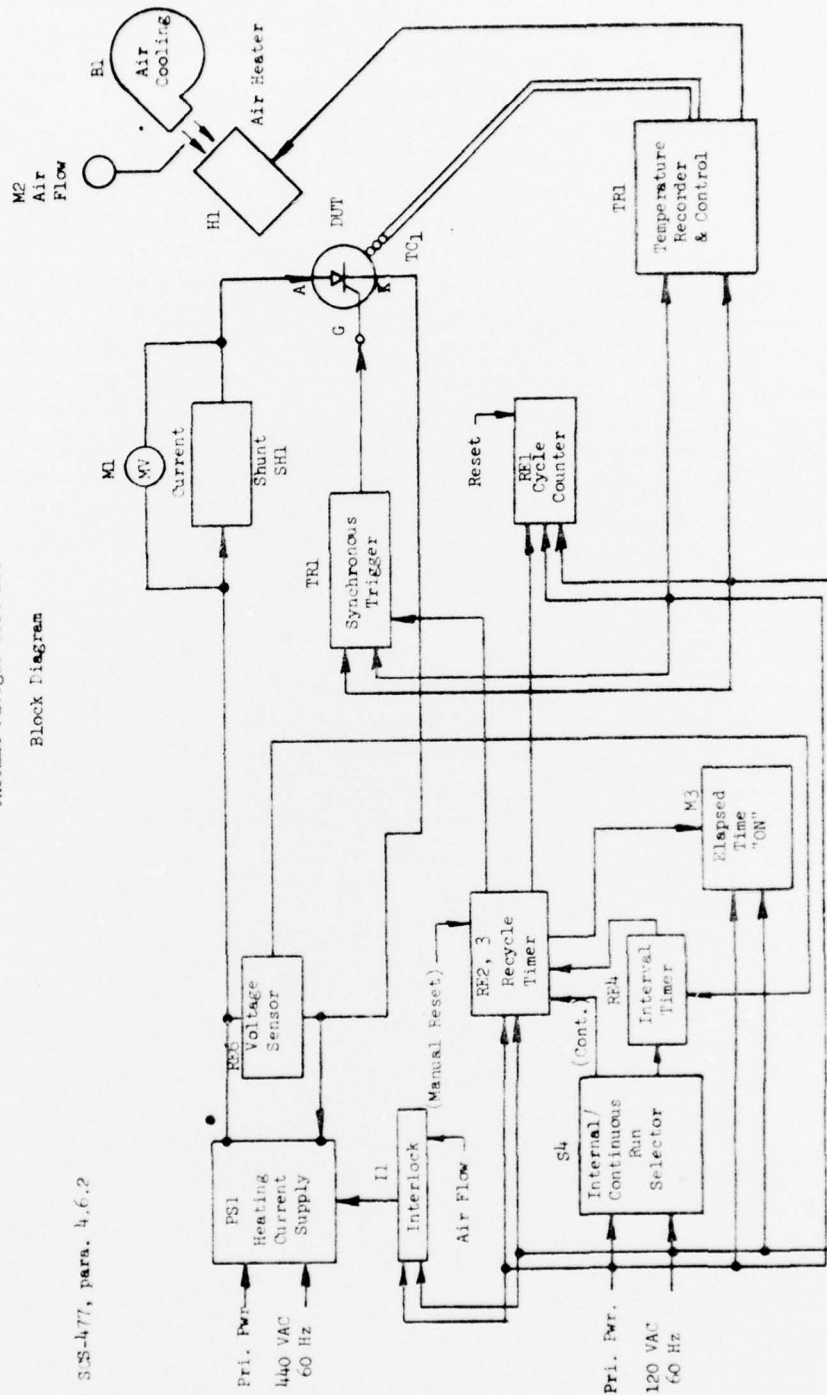 Block Diagram
SCS-477, para. 4.6.2
M2
Air
Flow
B1
Air
Cooling
H1
Air Heater
M1
MV
Current
Shunt
SH1
A
K
G
DUT
TC1
TR1
Synchronous
Trigger
TR1
Temperature
Recorder
& Control
Reset
RE1
Cycle
Counter
Voltage
Sensor
PS1
Heating
Current
Supply
Pri. Pwr
440 VAC
60 Hz
I1
Interlock
Air Flow
(Manual Reset)
RE2, 3
Recycle
Timer
M3
Elapsed
Time
"ON"
RE4
Interval
Timer
(Cont.)
S4
Internal/
Continuous
Run
Selector
Pri. Pwr.
120 VAC
60 Hz